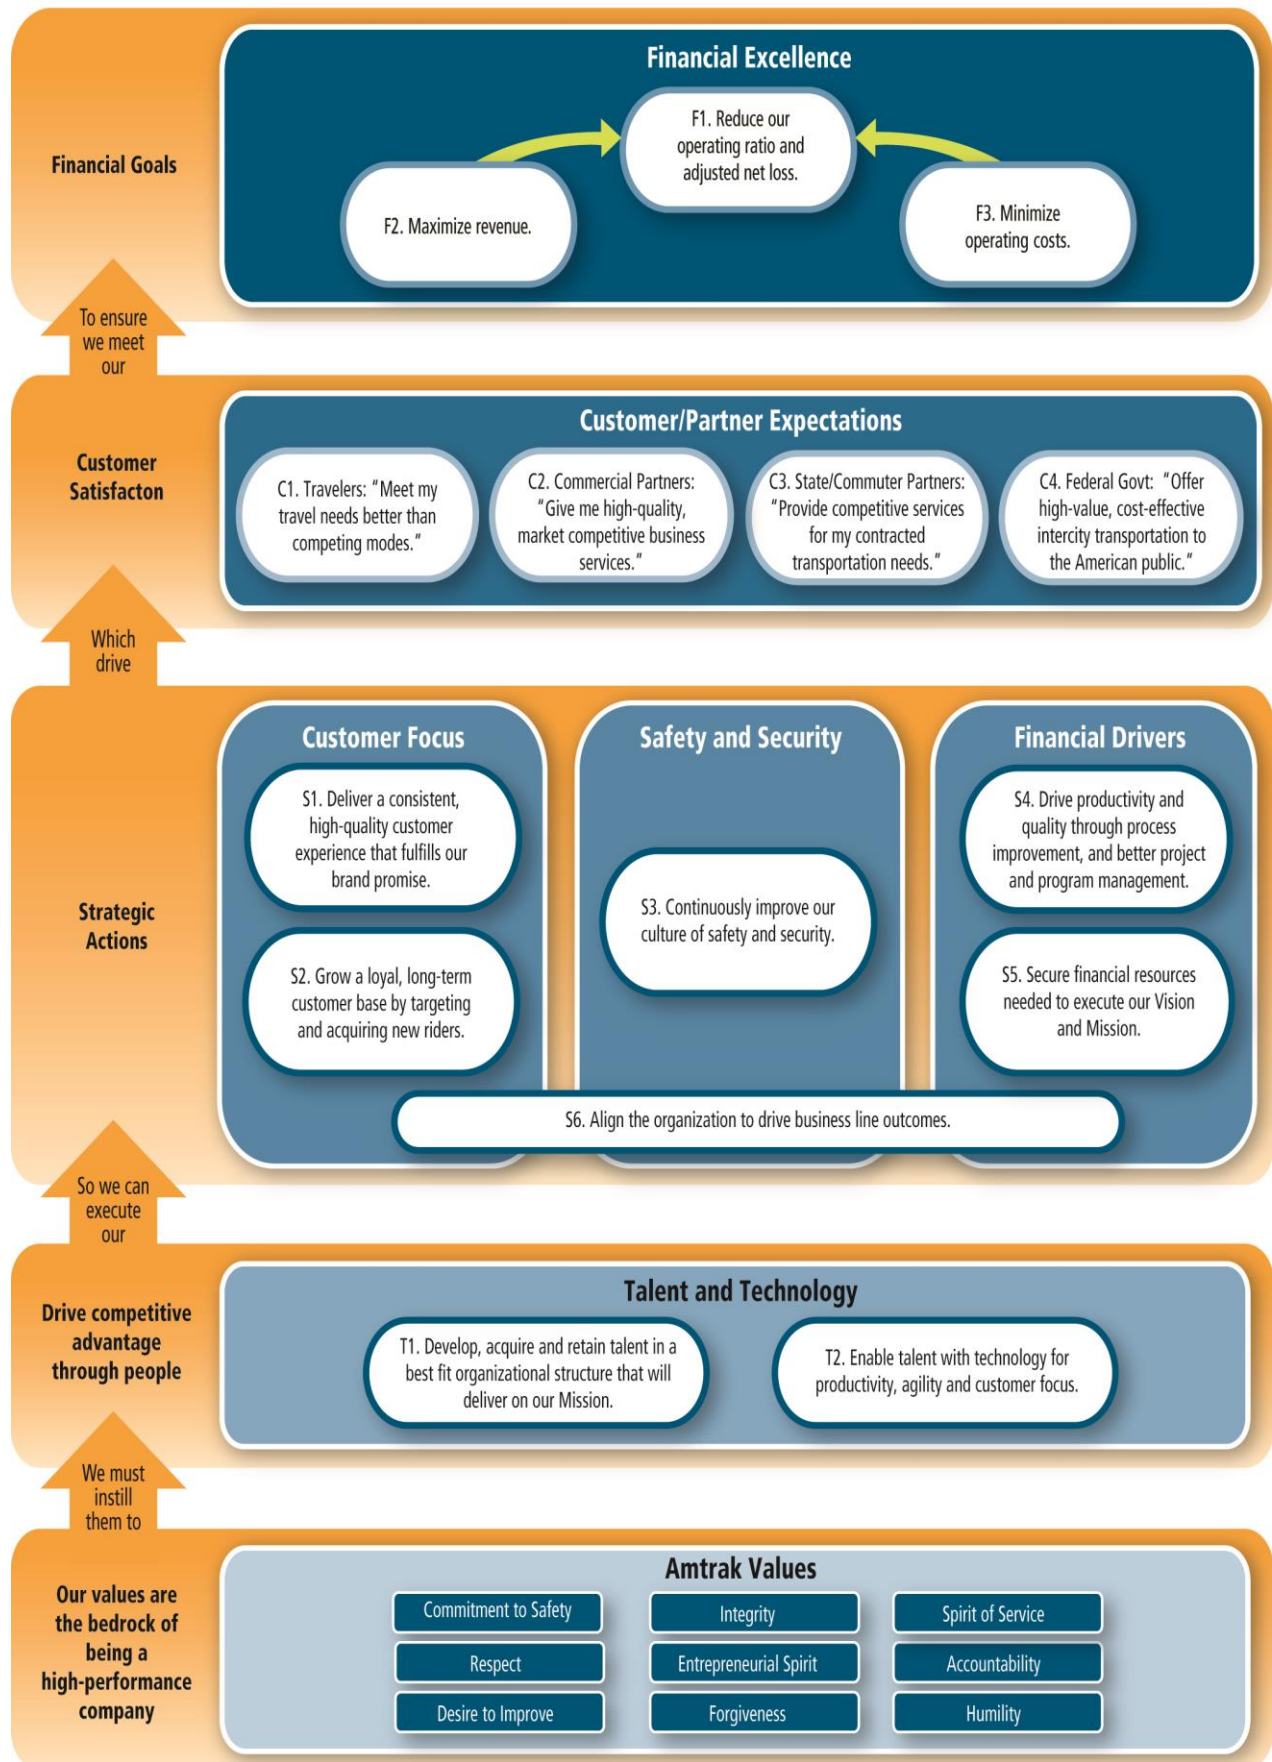 Financial Excellence
F1. Reduce our
operating ratio and
adjusted net loss.
Financial Goals
F2. Maximize revenue.
F3. Minimize
operating costs.
To ensure
we meet
our
Customer/Partner Expectations
Customer
Satisfacton
C1. Travelers: “Meet my
travel needs better than
competing modes.”
C2. Commercial Partners:
“Give me high-quality,
market competitive business
services.”
C3. State/Commuter Partners:
“Provide competitive services
for my contracted
transportation needs.”
C4. Federal Govt: “Offer
high-value, cost-effective
intercity transportation to
the American public.”
Which
drive
Strategic
Actions
Customer Focus
S1. Deliver a consistent,
high-quality customer
experience that fulfills our
brand promise.
S2. Grow a loyal, long-term
customer base by targeting
and acquiring new riders.
Safety and Security
S3. Continuously improve our
culture of safety and security.
Financial Drivers
S4. Drive productivity and
quality through process
improvement, and better project
and program management.
S5. Secure financial resources
needed to execute our Vision
and Mission.
S6. Align the organization to drive business line outcomes.
So we can
execute
our
Talent and Technology
Drive competitive
advantage
through people
T1. Develop, acquire and retain talent in a
best fit organizational structure that will
deliver on our Mission.
T2. Enable talent with technology for
productivity, agility and customer focus.
We must
instill
them to
Amtrak Values
Our values are
the bedrock of
being a
high-performance
company
Commitment to Safety
Integrity
Spirit of Service
Respect
Entrepreneurial Spirit
Accountability
Desire to Improve
Forgiveness
Humility